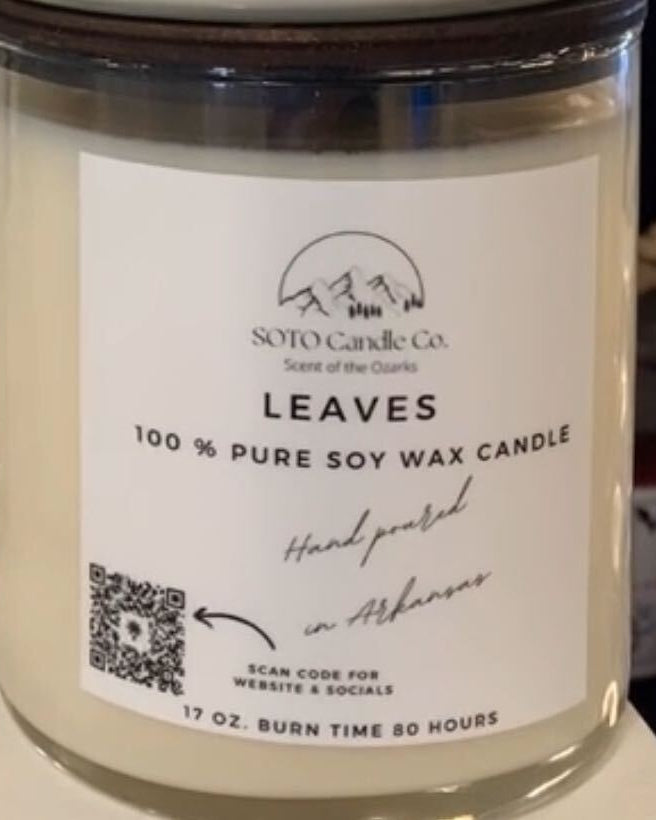 SOTO Candle Co.
Scent of the Ozarks
LEAVES
100 % PURE SOY WAX CANDLE
Hand poured
in Arkansas
SCAN CODE FOR
WEBSITE & SOCIALS
17 OZ. BURN TIME 80 HOURS